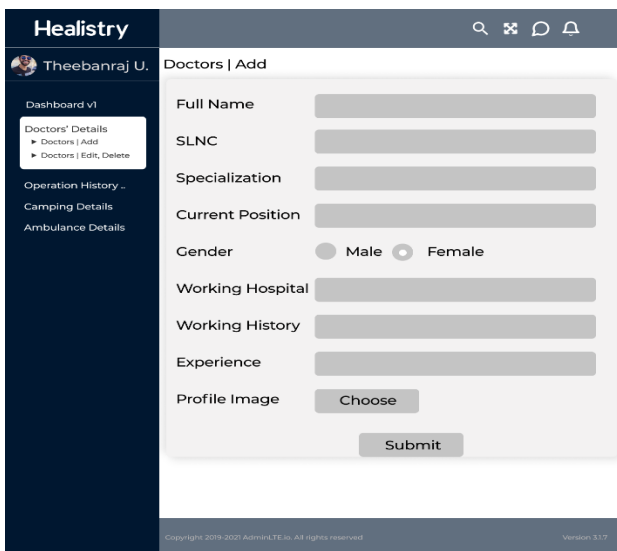 Healistry
Theebanraj U.
Dashboard v1
Doctors' Details
► Doctors | Add
► Doctors | Edit, Delete
Operation History ..
Camping Details
Ambulance Details
Doctors | Add
Full Name
SLNC
Specialization
Current Position
Gender Male Female
Working Hospital
Working History
Experience
Profile Image Choose
Submit
Copyright 2019-2021 AdminLTE.io. All rights reserved Version 3.1.7